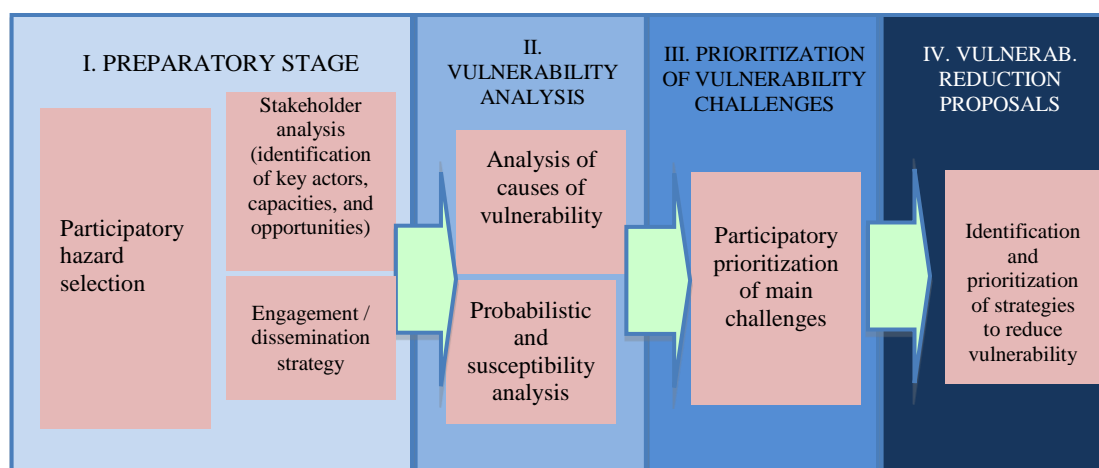 I. PREPARATORY STAGE
Participatory
hazard
selection
Stakeholder
analysis
(identification
of key actors,
capacities, and
opportunities)
Engagement /
dissemination
strategy
II.
VULNERABILITY
ANALYSIS
Analysis of
causes of
vulnerability
Probabilistic
and
susceptibility
analysis
III. PRIORITIZATION
OF VULNERABILITY
CHALLENGES
Participatory
prioritization
of main
challenges
IV. VULNERAB.
REDUCTION
PROPOSALS
Identification
and
prioritization
of strategies
to reduce
vulnerability